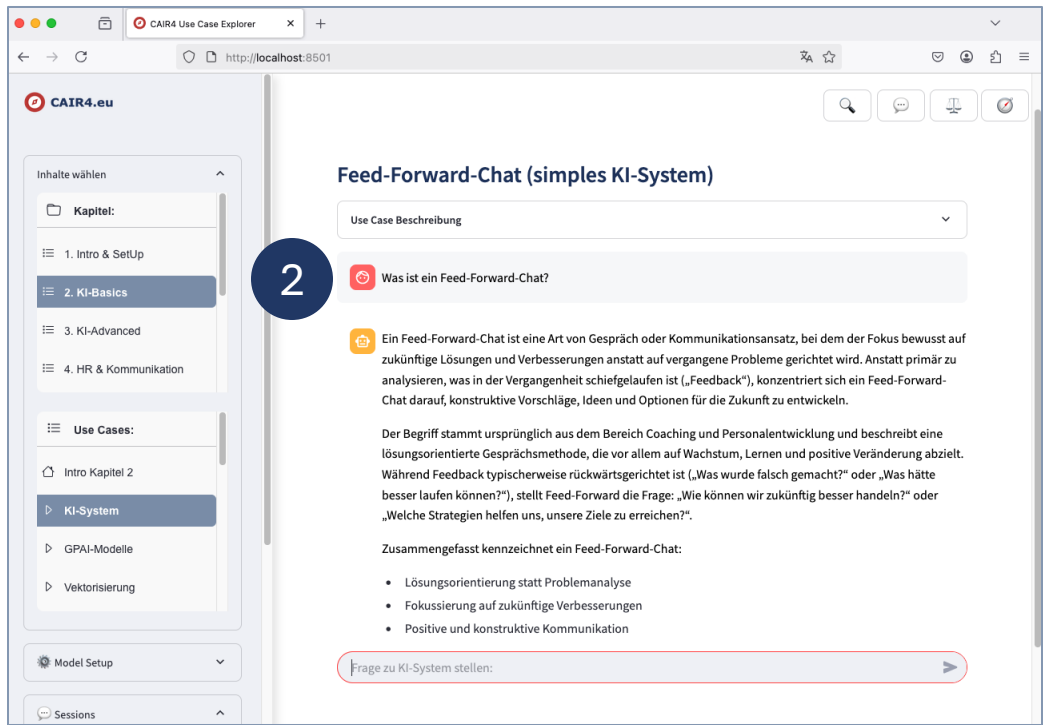 CAIR4 Use Case Explorer
http://localhost:8501
CAIR4.eu
Inhalte wählen
Kapitel:
1. Intro & SetUp
2. KI-Basics
3. KI-Advanced
4. HR & Kommunikation
Use Cases:
Intro Kapitel 2
KI-System
GPAI-Modelle
Vektorisierung
Model Setup
Sessions
2
Feed-Forward-Chat (simples KI-System)
Use Case Beschreibung
Was ist ein Feed-Forward-Chat?
Ein Feed-Forward-Chat ist eine Art von Gespräch oder Kommunikationsansatz, bei dem der Fokus bewusst auf
zukünftige Lösungen und Verbesserungen anstatt auf vergangene Probleme gerichtet wird. Anstatt primär zu
analysieren, was in der Vergangenheit schiefgelaufen ist („Feedback“), konzentriert sich ein Feed-Forward-
Chat darauf, konstruktive Vorschläge, Ideen und Optionen für die Zukunft zu entwickeln.
Der Begriff stammt ursprünglich aus dem Bereich Coaching und Personalentwicklung und beschreibt eine
lösungsorientierte Gesprächsmethode, die vor allem auf Wachstum, Lernen und positive Veränderung abzielt.
Während Feedback typischerweise rückwärtsgerichtet ist („Was wurde falsch gemacht?“ oder „Was hätte
besser laufen können?“), stellt Feed-Forward die Frage: „Wie können wir zukünftig besser handeln?“ oder
„Welche Strategien helfen uns, unsere Ziele zu erreichen?“.
Zusammengefasst kennzeichnet ein Feed-Forward-Chat:
• Lösungsorientierung statt Problemanalyse
• Fokussierung auf zukünftige Verbesserungen
• Positive und konstruktive Kommunikation
Frage zu KI-System stellen: